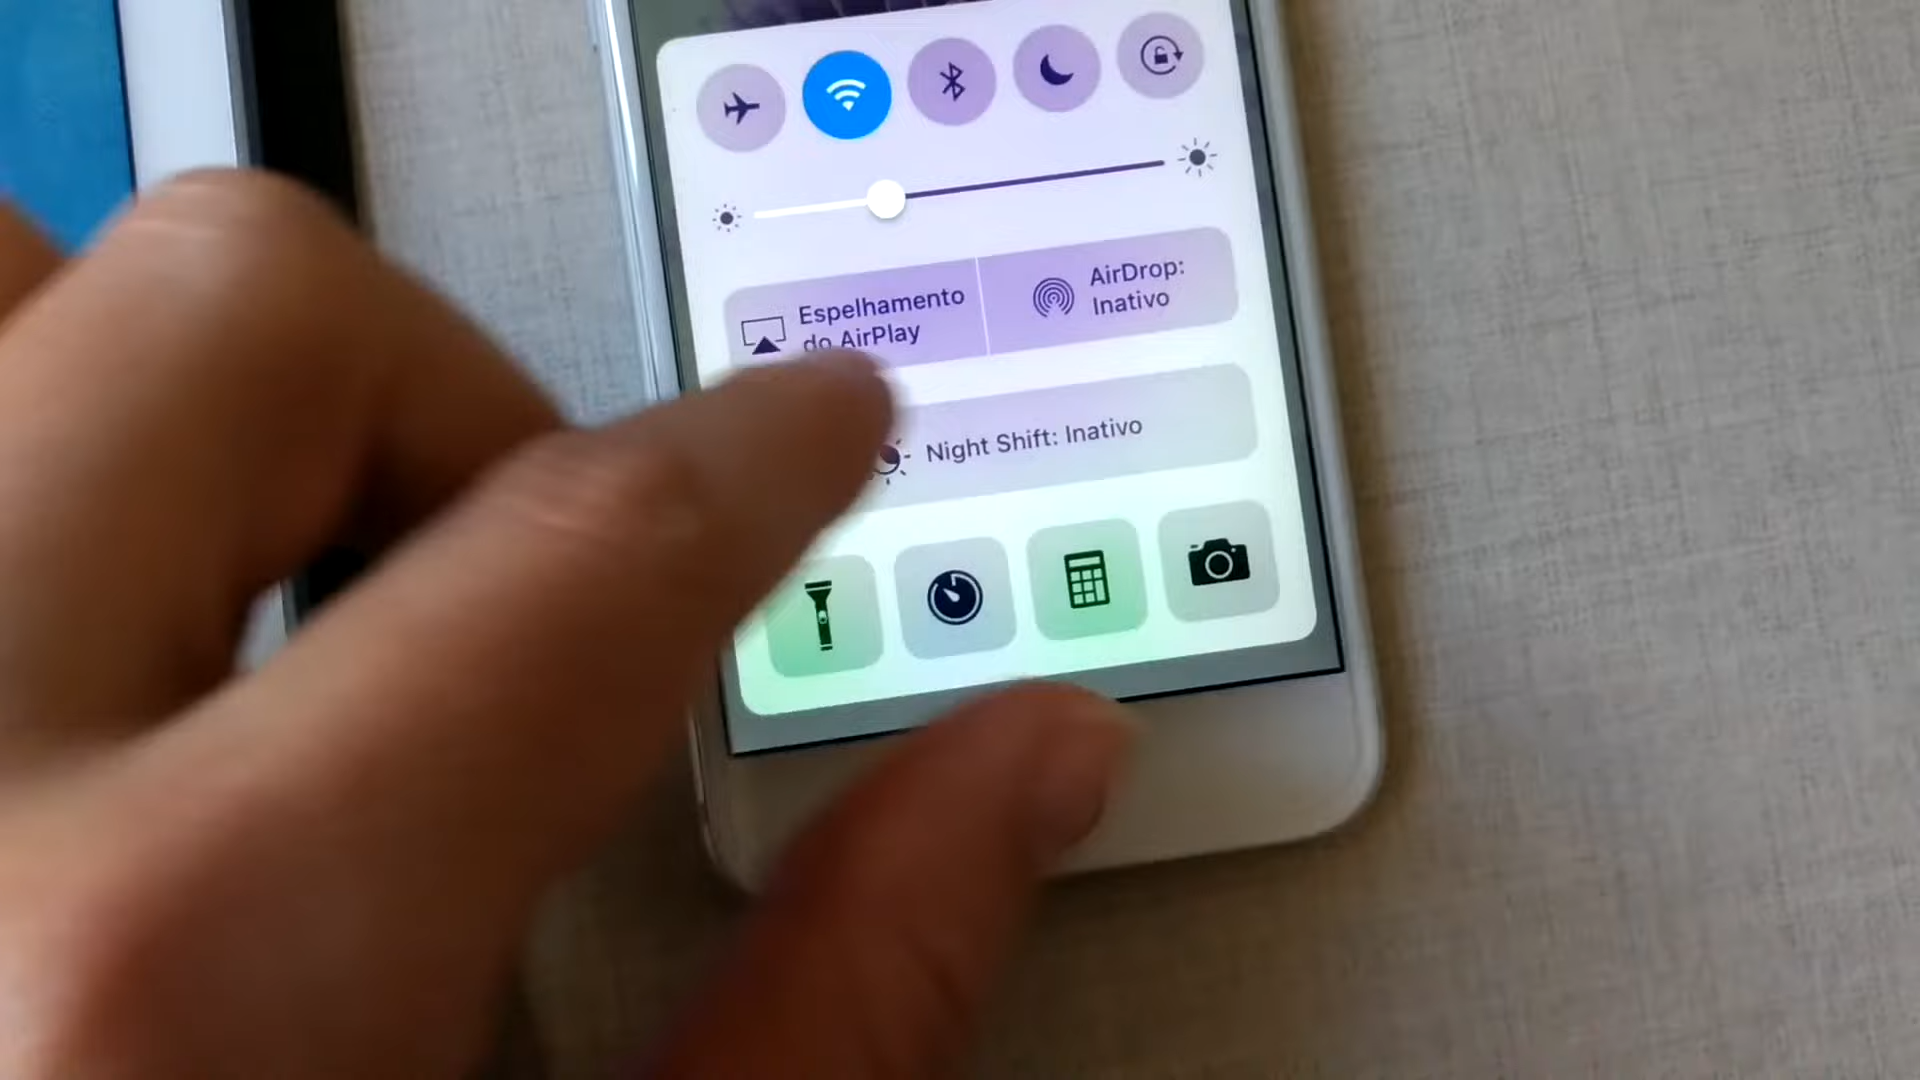 Espelhamento
do AirPlay
AirDrop:
Inativo
Night Shift: Inativo